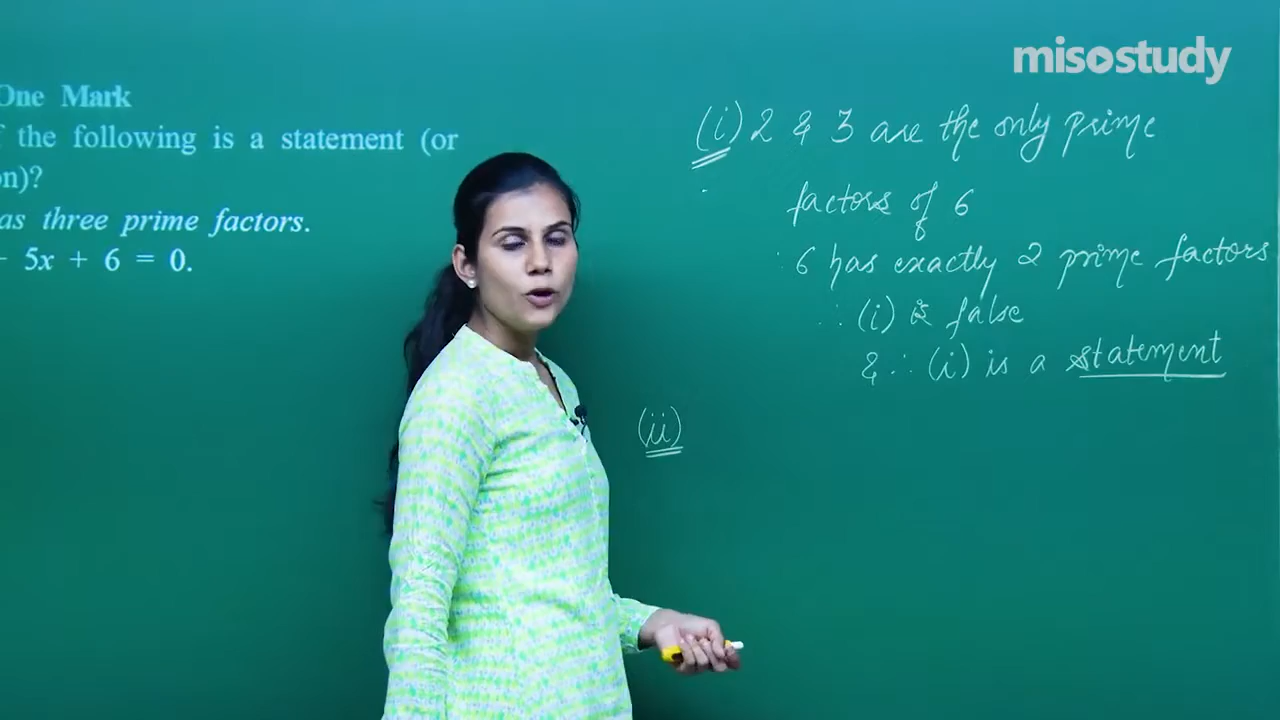 misostudy
One Mark
the following is a statement (or
on)?
as three prime factors.
- 5x + 6 = 0.
(i) 2 & 3 are the only prime
factors of 6
∴ 6 has exactly 2 prime factors
∴ (i) is false
& ∴ (i) is a statement
(ii)